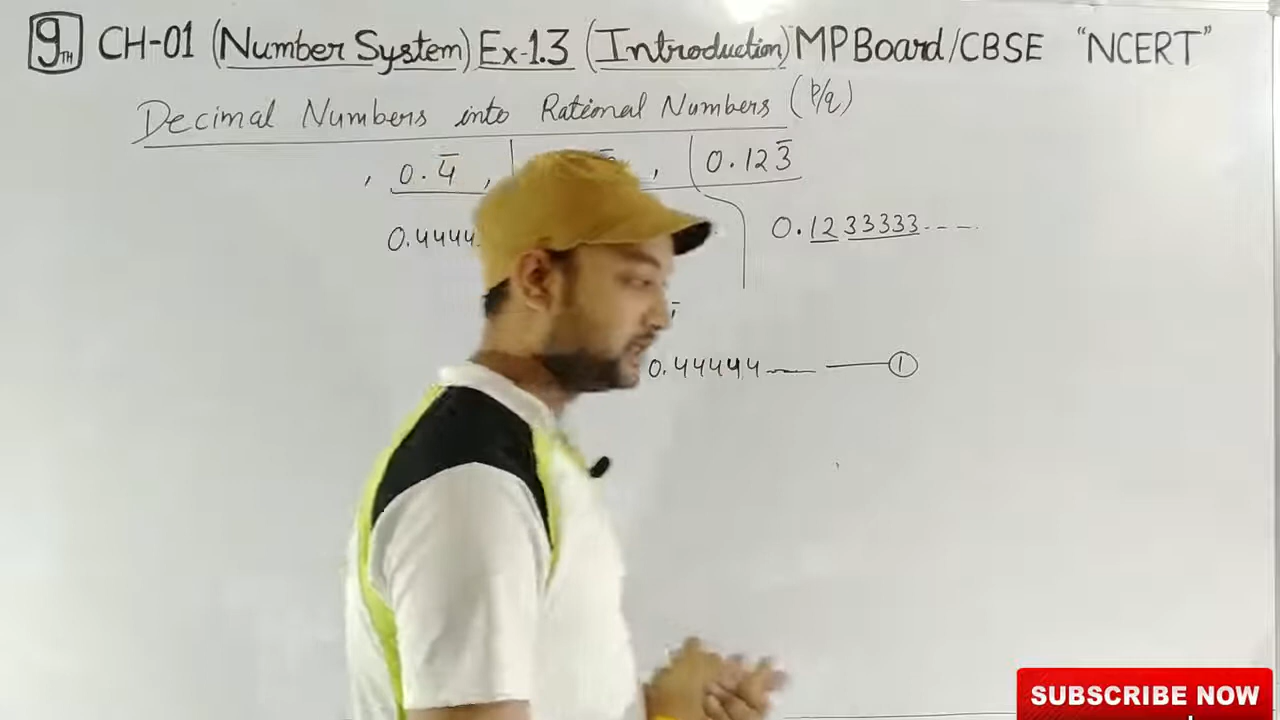 9TH CH-01 (Number System) Ex-1.3 (Introduction) MP Board/CBSE "NCERT"
Decimal Numbers into Rational Numbers (p/q)
, 0.4̅ , , 0.123̅
0.4444 0.1233333----
0.44444 —— ①
SUBSCRIBE NOW